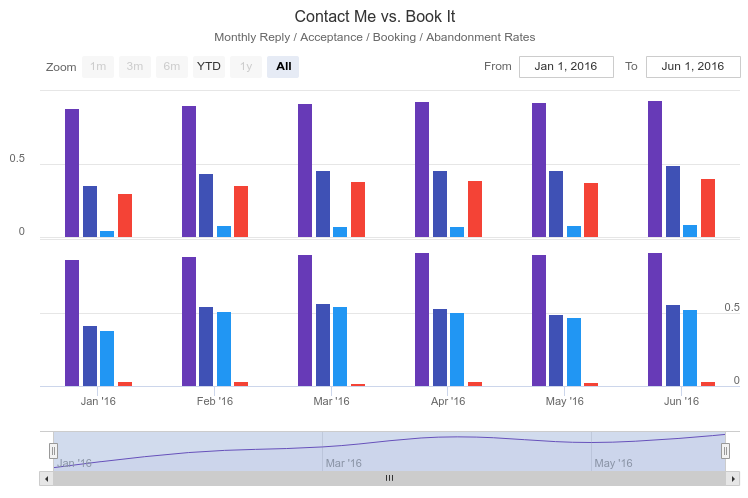 Contact Me vs. Book It
Monthly Reply / Acceptance / Booking / Abandonment Rates
Zoom 1m 3m 6m YTD 1y All From Jan 1, 2016 To Jun 1, 2016
0.5
0
0.5
0
Jan '16 Feb '16 Mar '16 Apr '16 May '16 Jun '16
Jan '16 Mar '16 May '16